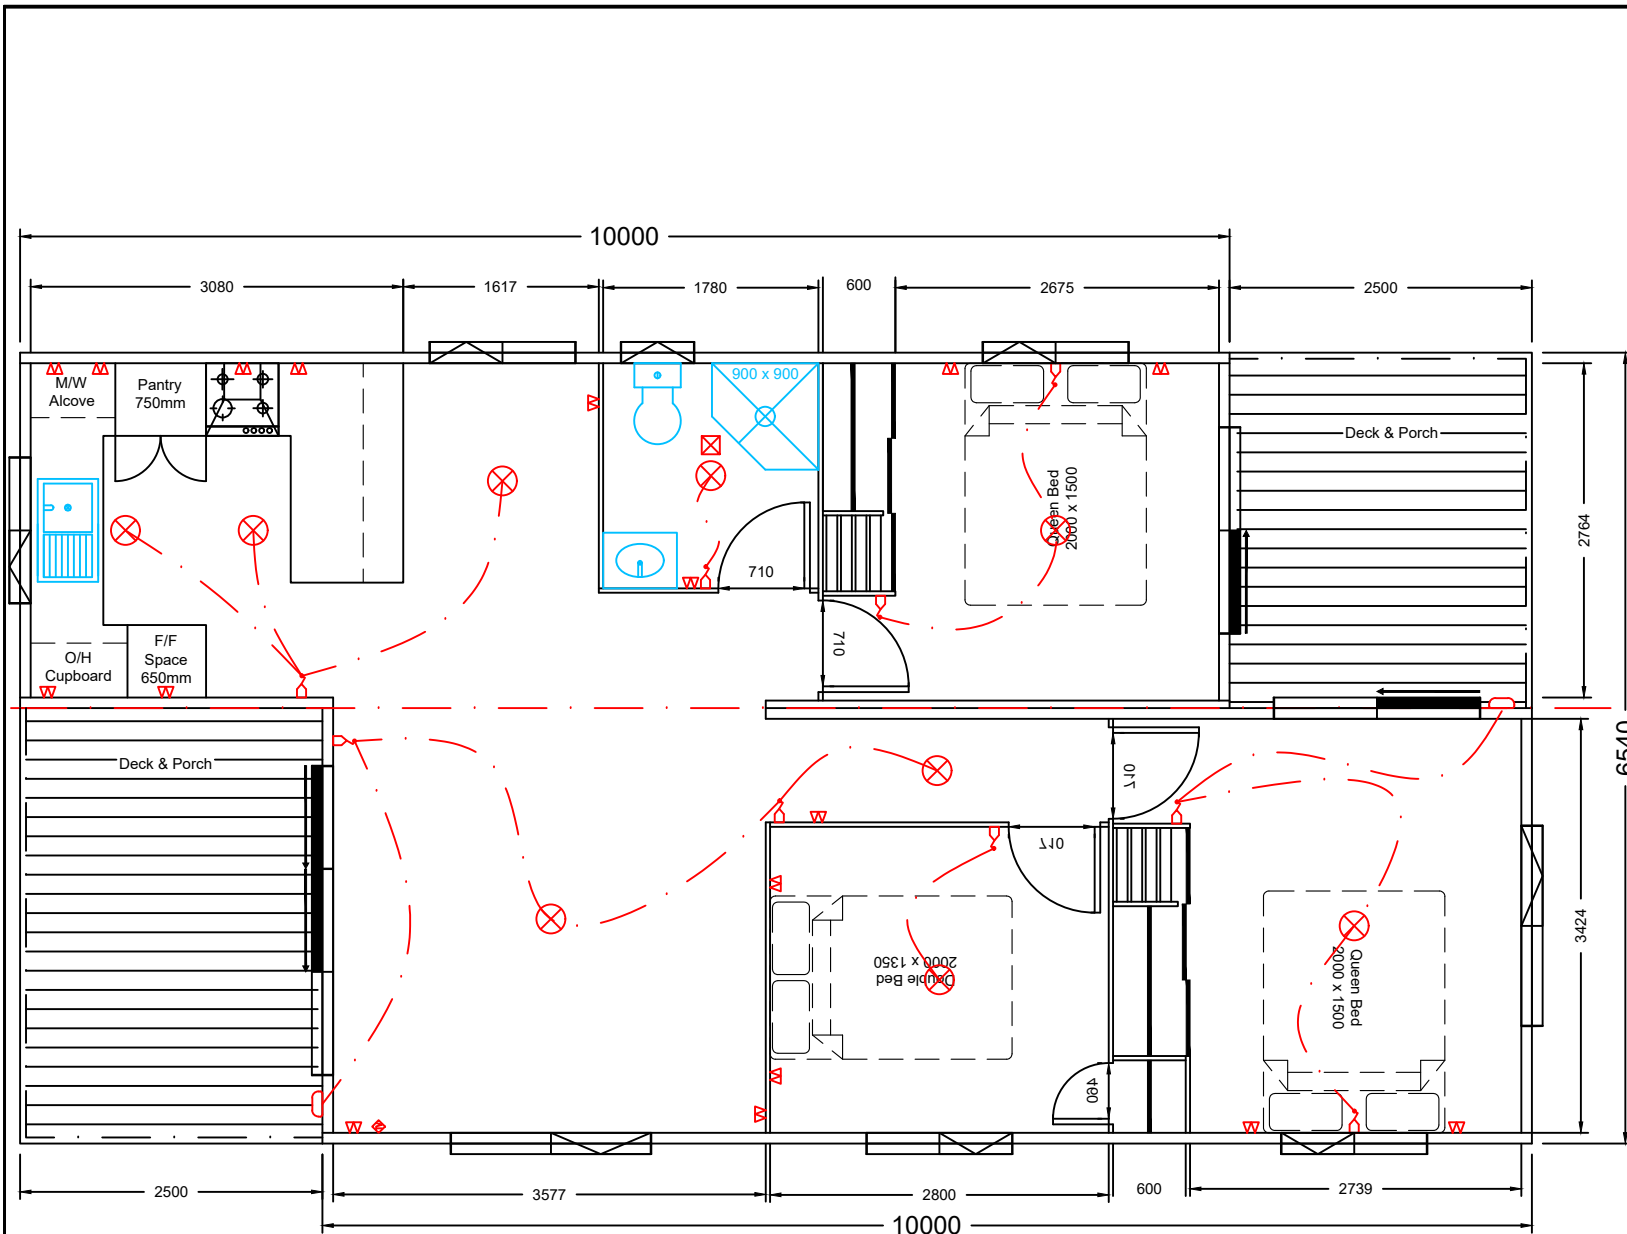 10000
3080
1617
1780
600
2675
2500
M/W
Alcove
Pantry
750mm
900 x 900
Deck & Porch
Queen Bed
2000 x 1500
2764
710
710
O/H
Cupboard
F/F
Space
650mm
6540
Deck & Porch
710
710
Double Bed
2000 x 1350
Queen Bed
2000 x 1500
3424
460
2500
3577
2800
600
2739
10000